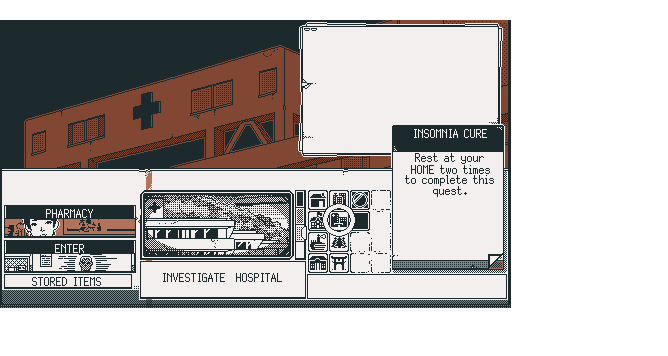 INSOMNIA CURE
Rest at your
HOME two times
to complete this
quest.
PHARMACY
ENTER
STORED ITEMS
INVESTIGATE HOSPITAL